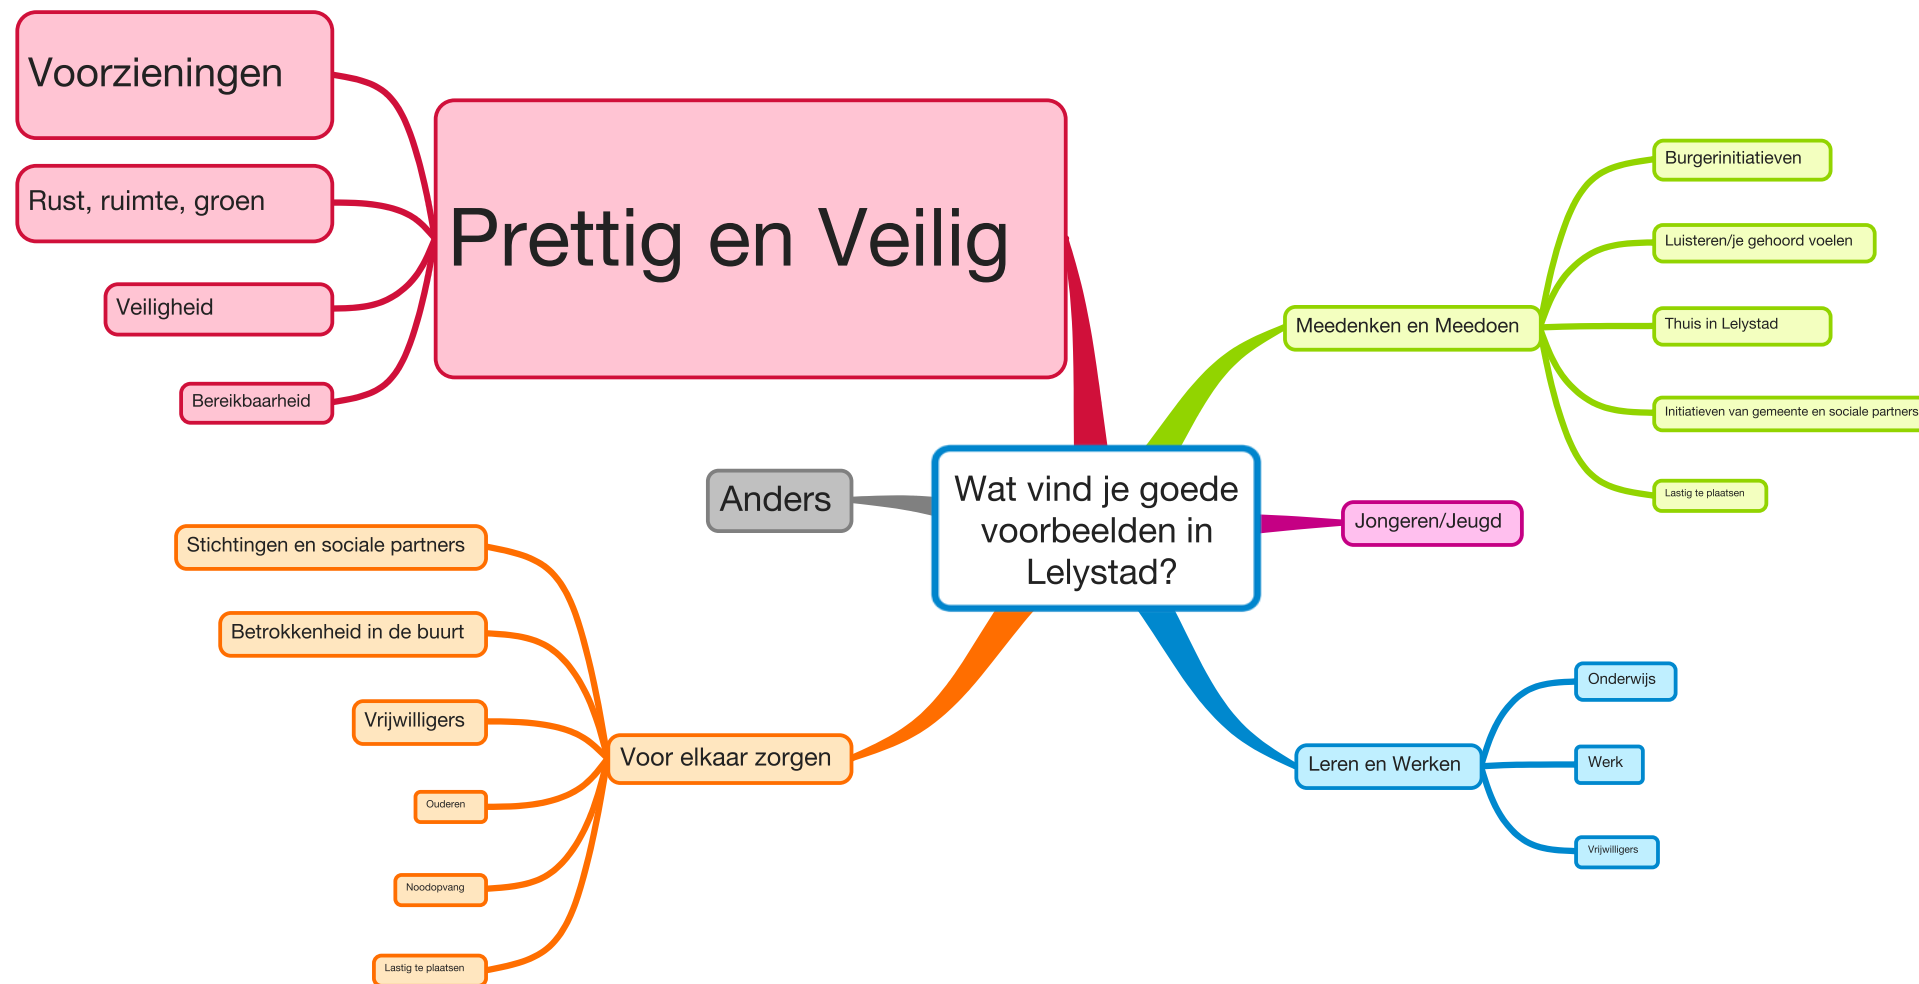 Voorzieningen
Rust, ruimte, groen
Veiligheid
Bereikbaarheid
Prettig en Veilig
Burgerinitiatieven
Luisteren/je gehoord voelen
Thuis in Lelystad
Initiatieven van gemeente en sociale partners
Lastig te plaatsen
Meedenken en Meedoen
Anders
Wat vind je goede
voorbeelden in
Lelystad?
Jongeren/Jeugd
Stichtingen en sociale partners
Betrokkenheid in de buurt
Vrijwilligers
Ouderen
Noodopvang
Lastig te plaatsen
Voor elkaar zorgen
Leren en Werken
Onderwijs
Werk
Vrijwilligers